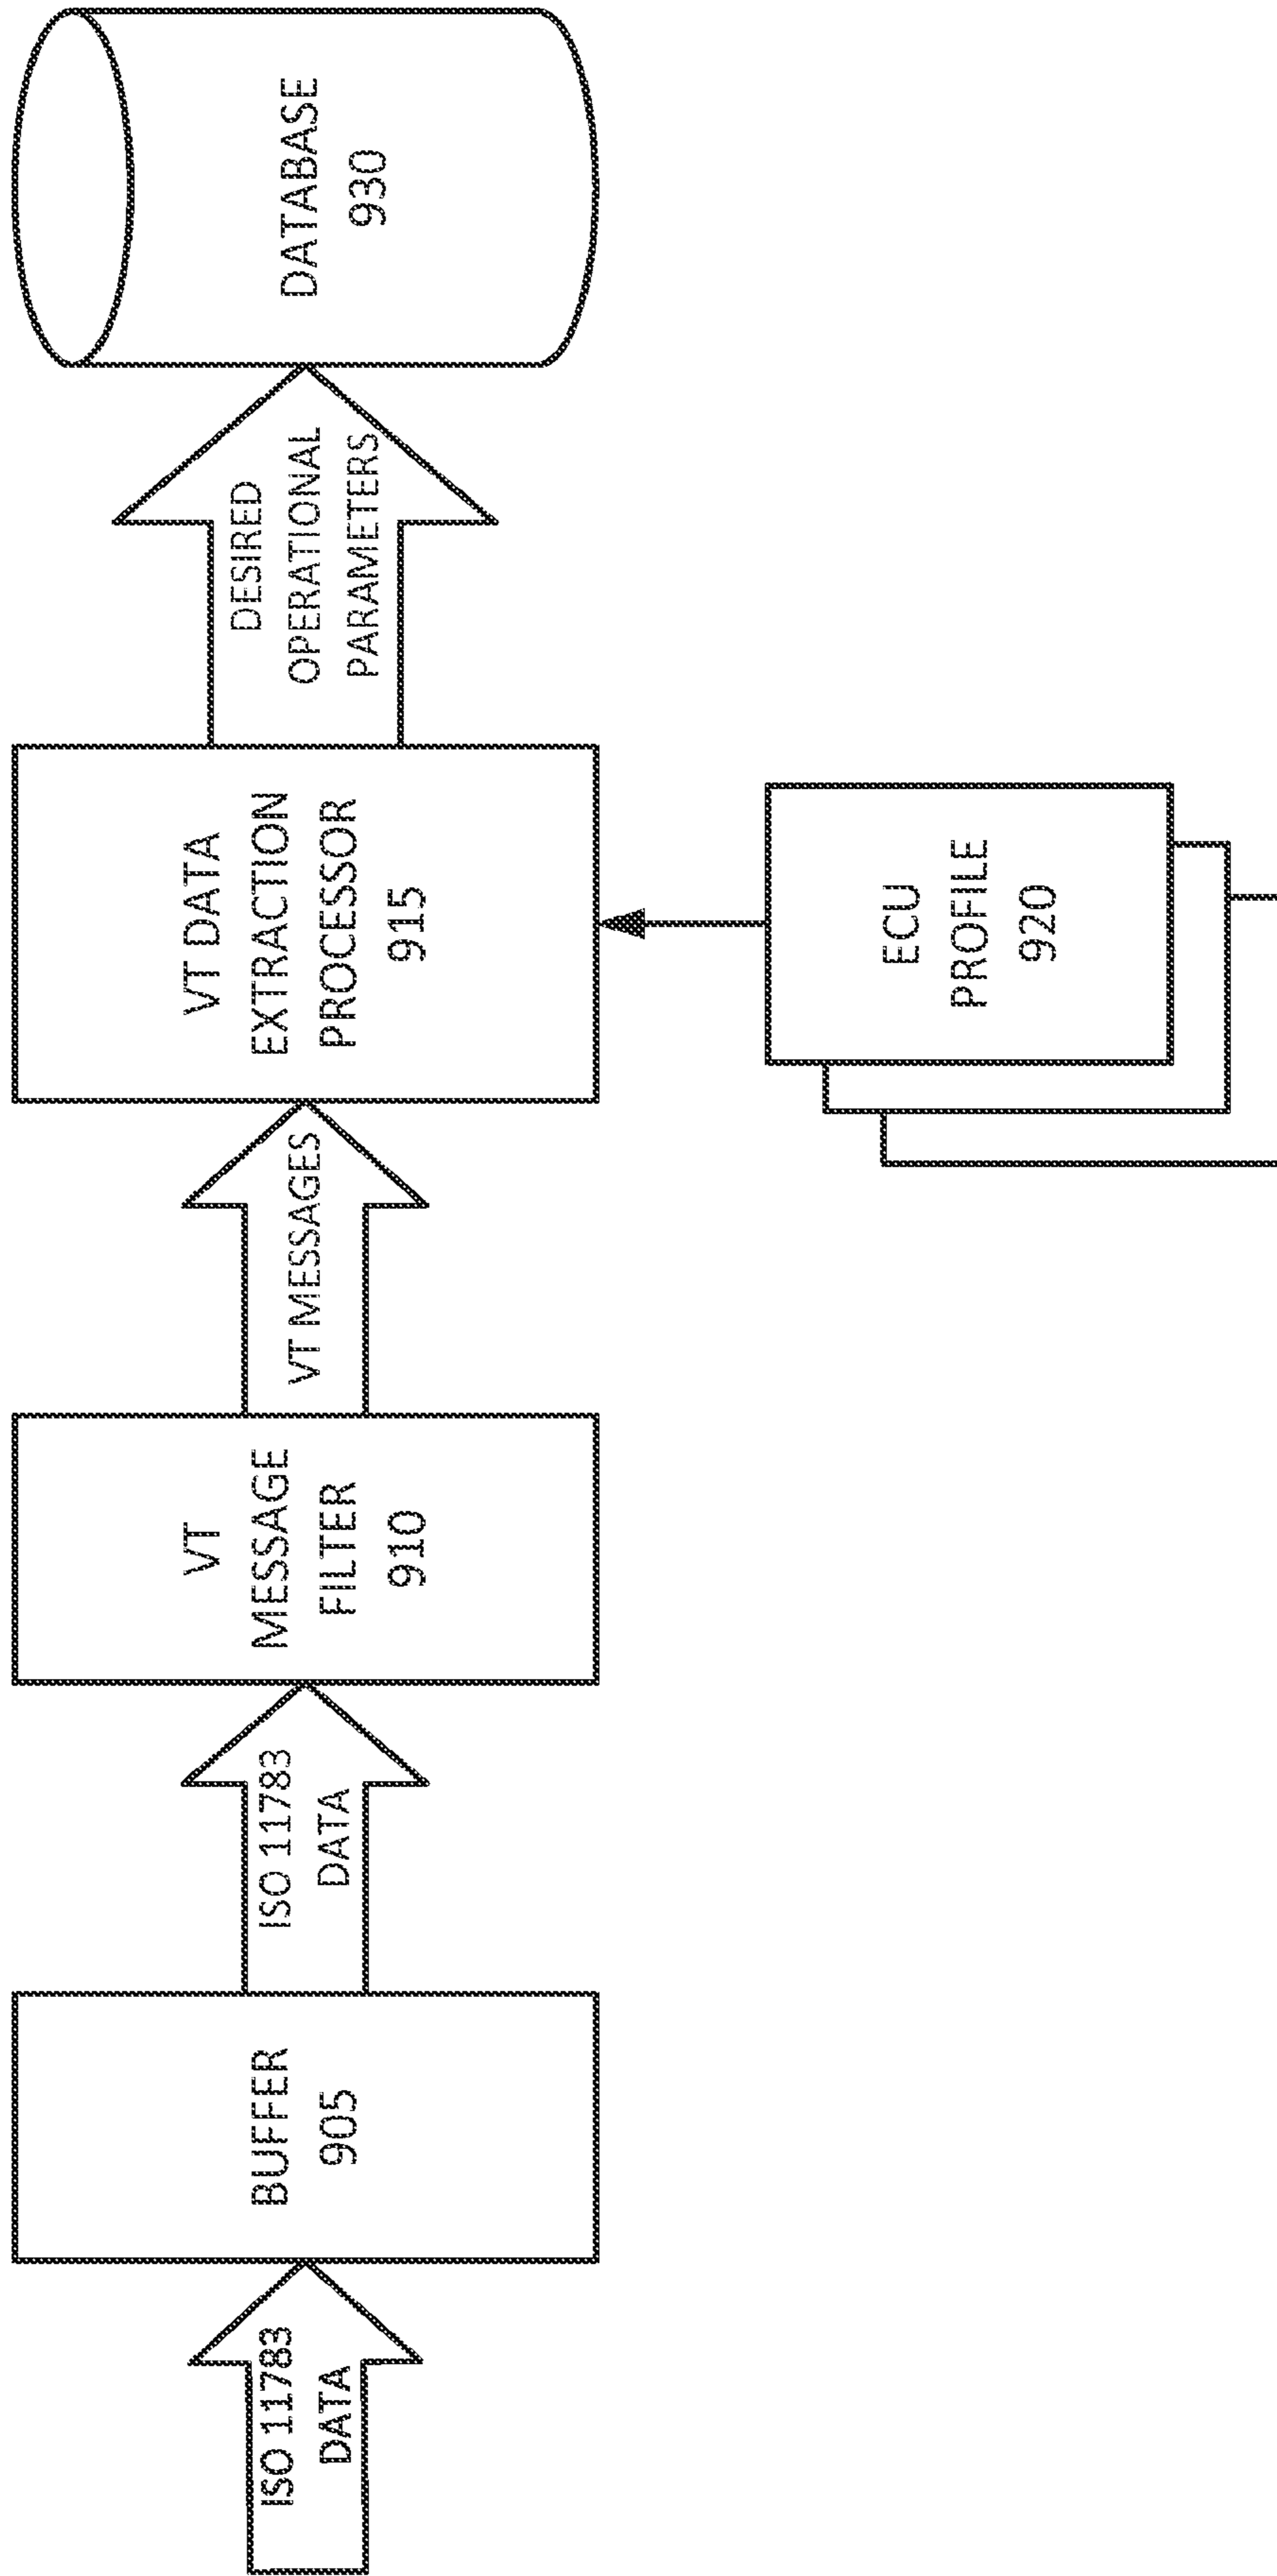 ISO 11783
DATA
BUFFER
905
ISO 11783
DATA
VT
MESSAGE
FILTER
910
VT MESSAGES
VT DATA
EXTRACTION
PROCESSOR
915
DESIRED
OPERATIONAL
PARAMETERS
DATABASE
930
ECU
PROFILE
920